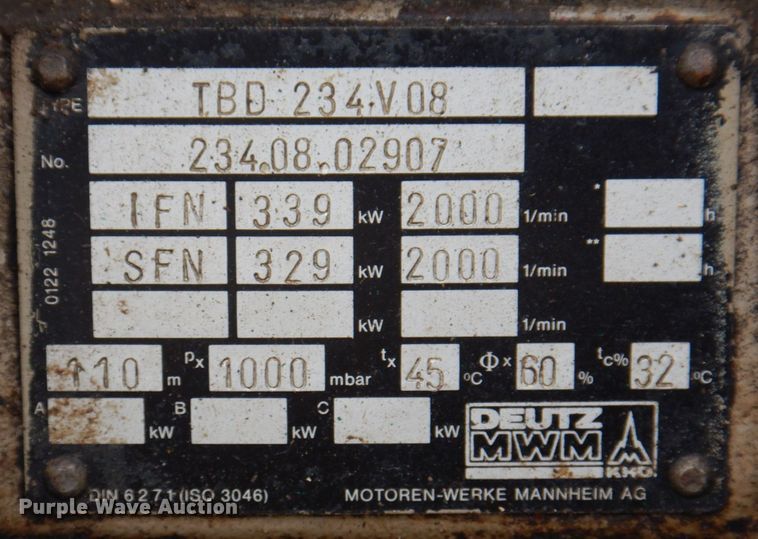 TYPE TBD 234.V08
No. 234.08.02907
IFN 339 kW 2000 1/min * h
SFN 329 kW 2000 1/min ** h
kW 1/min
0122 1248
110 m px 1000 mbar tx 45 °C Φx 60 % tc% 32 °C
A kW B kW C kW
DEUTZ
MWM
KHD
DIN 6271 (ISO 3046) MOTOREN-WERKE MANNHEIM AG
Purple Wave Auction